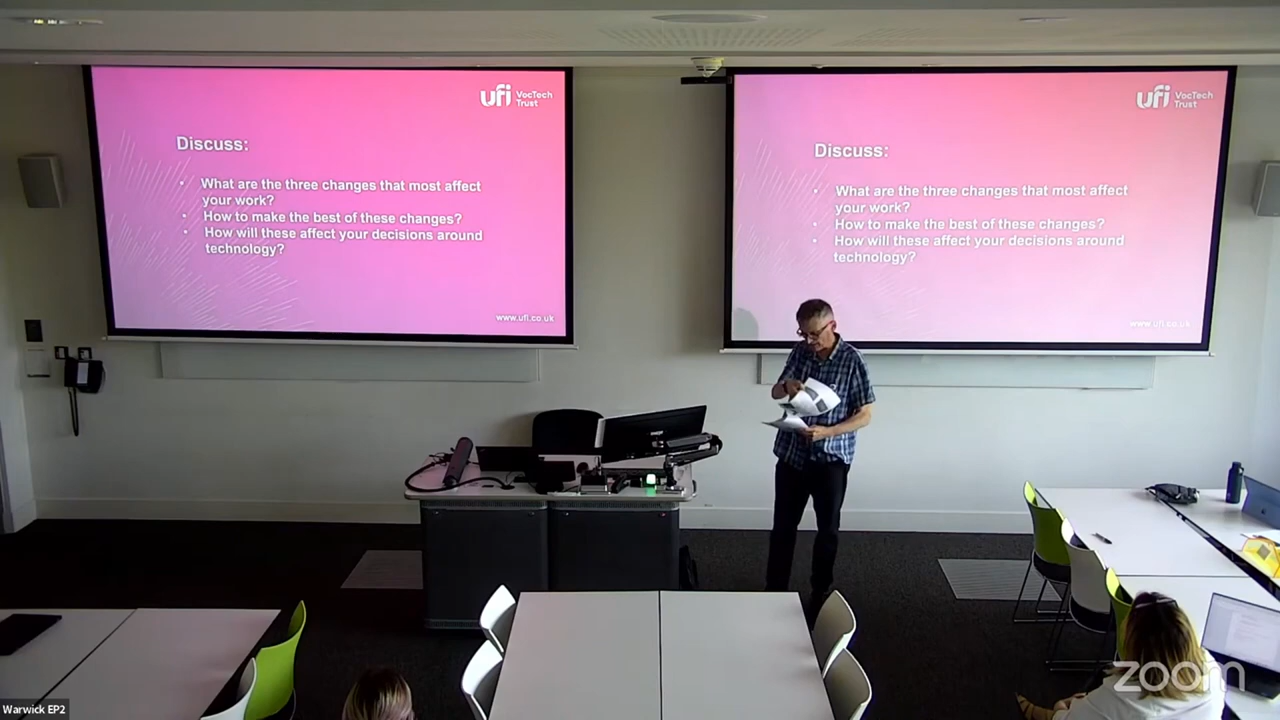 ufi VocTech
Trust
Discuss:
• What are the three changes that most affect
your work?
• How to make the best of these changes?
• How will these affect your decisions around
technology?
www.ufi.co.uk
ufi VocTech
Trust
Discuss:
• What are the three changes that most affect
your work?
• How to make the best of these changes?
• How will these affect your decisions around
technology?
www.ufi.co.uk
zoom
Warwick EP2